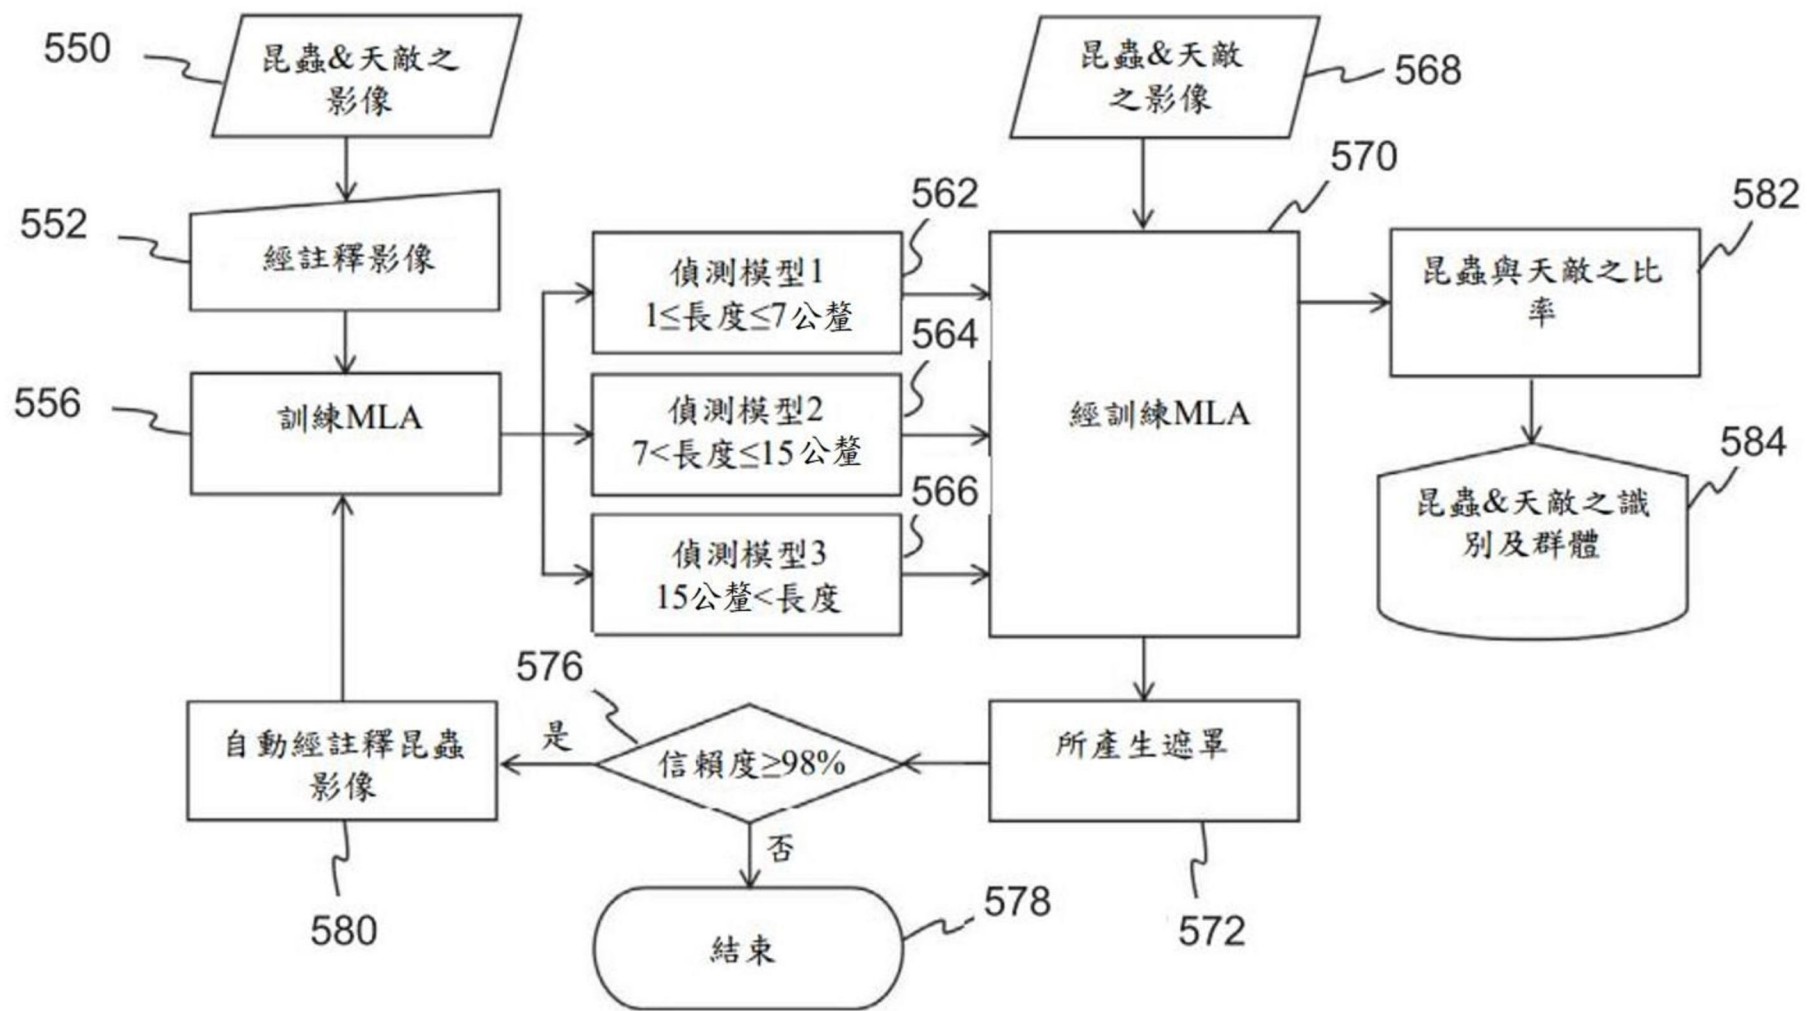 550
昆蟲&天敵之
影像
552
經註釋影像
556
訓練MLA
562
偵測模型1
1≤長度≤7公釐
564
偵測模型2
7<長度≤15公釐
566
偵測模型3
15公釐<長度
568
昆蟲&天敵
之影像
570
經訓練MLA
582
昆蟲與天敵之比
率
584
昆蟲&天敵之識
別及群體
572
所產生遮罩
576
信賴度≥98%
是
否
580
自動經註釋昆蟲
影像
578
結束